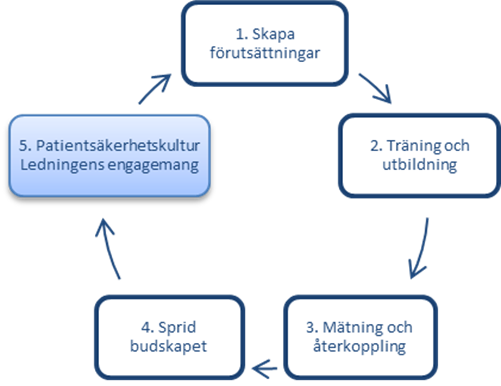 1. Skapa
förutsättningar
2. Träning och
utbildning
3. Mätning och
återkoppling
4. Sprid
budskapet
5. Patientsäkerhetskultur
Ledningens engagemang